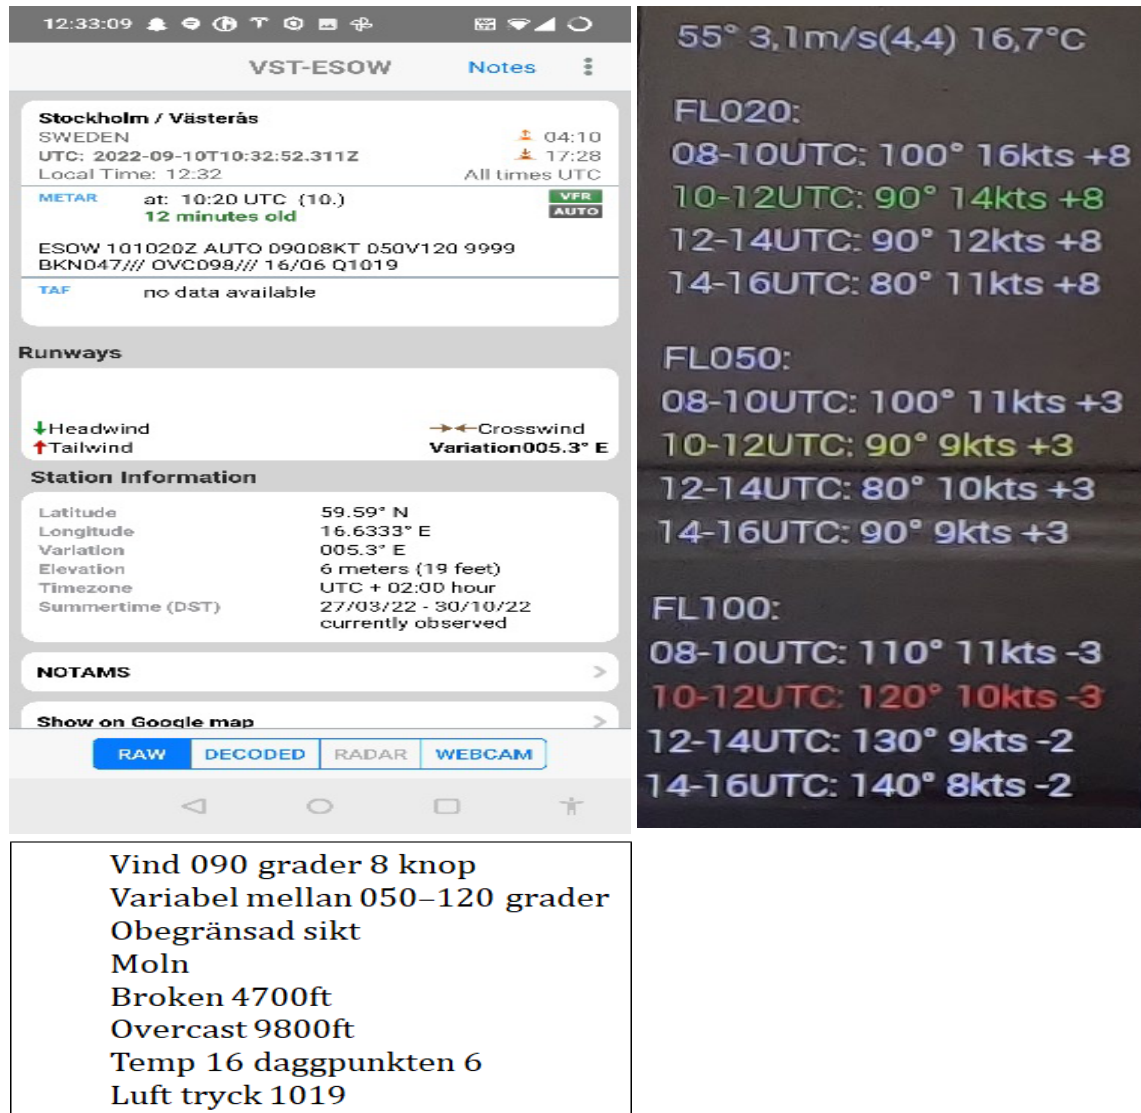 12:33:09
VST-ESOW Notes
Stockholm / Västerås
SWEDEN 04:10
UTC: 2022-09-10T10:32:52.311Z 17:28
Local Time: 12:32 All times UTC
METAR at: 10:20 UTC (10.) VFR
12 minutes old AUTO
ESOW 101020Z AUTO 09008KT 050V120 9999
BKN047/// OVC098/// 16/06 Q1019
TAF no data available
Runways
Headwind Crosswind
Tailwind Variation005.3° E
Station Information
Latitude 59.59° N
Longitude 16.6333° E
Variation 005.3° E
Elevation 6 meters (19 feet)
Timezone UTC + 02:00 hour
Summertime (DST) 27/03/22 - 30/10/22
currently observed
NOTAMS
Show on Google map
RAW DECODED RADAR WEBCAM
55° 3,1m/s(4,4) 16,7°C
FL020:
08-10UTC: 100° 16kts +8
10-12UTC: 90° 14kts +8
12-14UTC: 90° 12kts +8
14-16UTC: 80° 11kts +8
FL050:
08-10UTC: 100° 11kts +3
10-12UTC: 90° 9kts +3
12-14UTC: 80° 10kts +3
14-16UTC: 90° 9kts +3
FL100:
08-10UTC: 110° 11kts -3
10-12UTC: 120° 10kts -3
12-14UTC: 130° 9kts -2
14-16UTC: 140° 8kts -2
Vind 090 grader 8 knop
Variabel mellan 050–120 grader
Obegränsad sikt
Moln
Broken 4700ft
Overcast 9800ft
Temp 16 daggpunkten 6
Luft tryck 1019